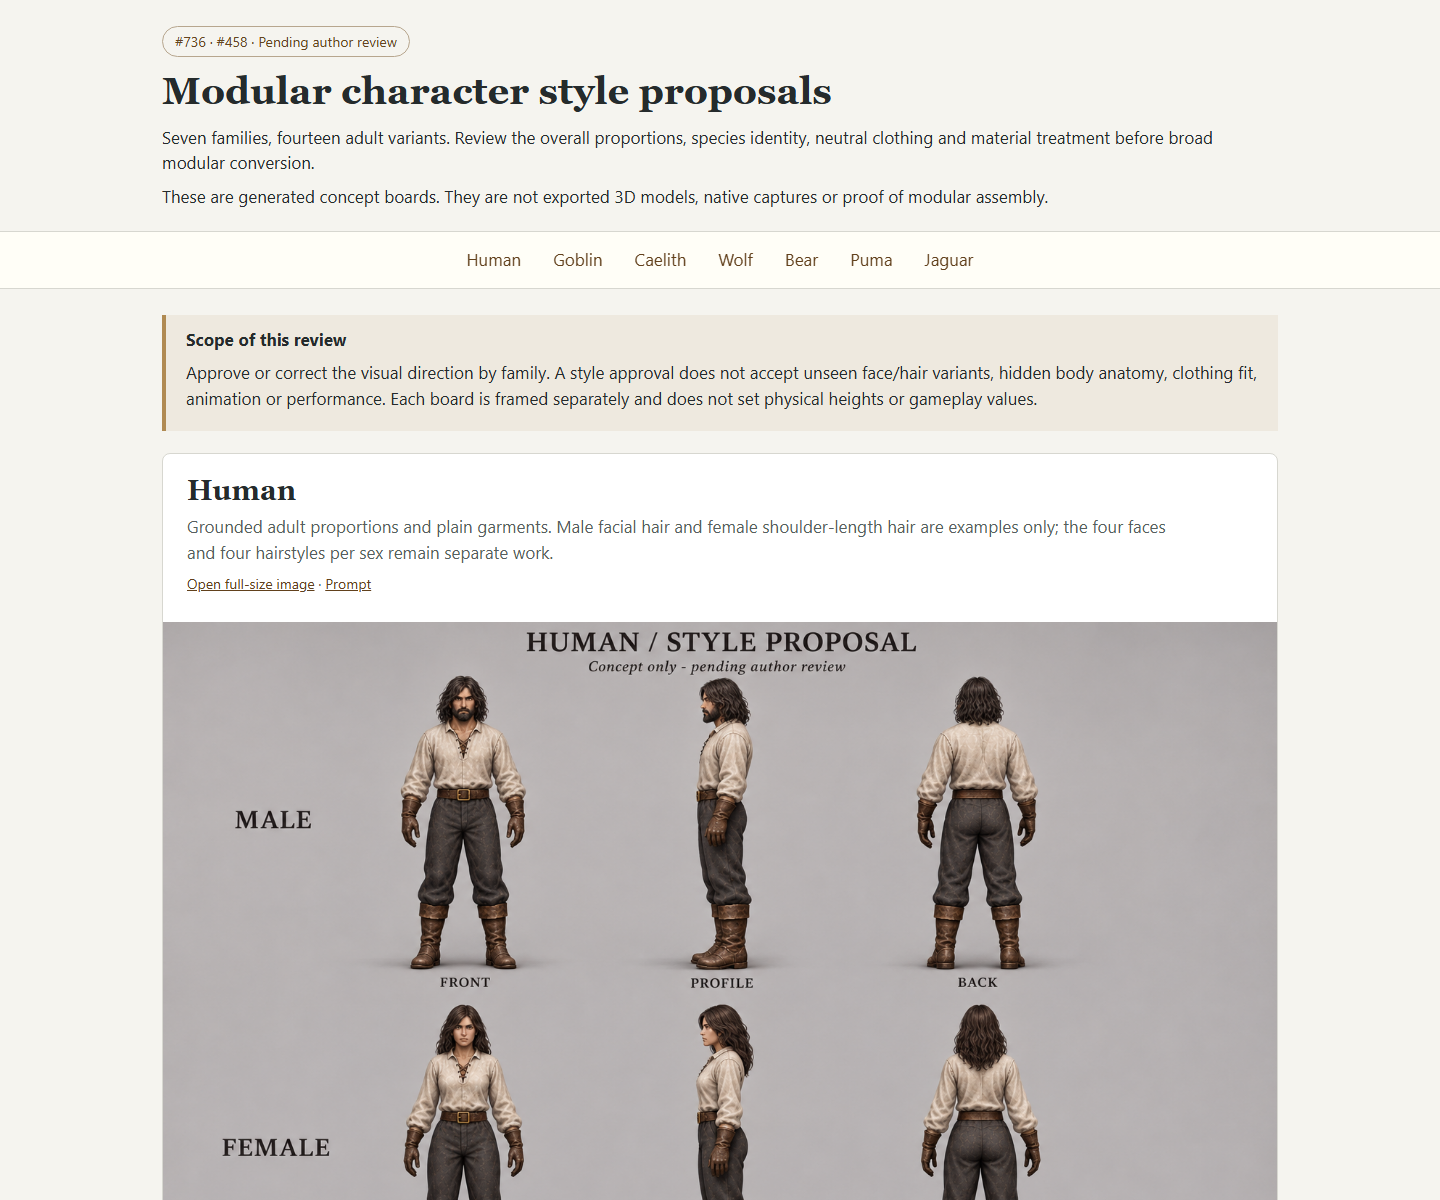 #736 · #458 · Pending author review
Modular character style proposals
Seven families, fourteen adult variants. Review the overall proportions, species identity, neutral clothing and material treatment before broad
modular conversion.
These are generated concept boards. They are not exported 3D models, native captures or proof of modular assembly.
Human Goblin Caelith Wolf Bear Puma Jaguar
Scope of this review
Approve or correct the visual direction by family. A style approval does not accept unseen face/hair variants, hidden body anatomy, clothing fit,
animation or performance. Each board is framed separately and does not set physical heights or gameplay values.
Human
Grounded adult proportions and plain garments. Male facial hair and female shoulder-length hair are examples only; the four faces
and four hairstyles per sex remain separate work.
Open full-size image · Prompt
HUMAN / STYLE PROPOSAL
Concept only - pending author review
MALE
FRONT PROFILE BACK
FEMALE